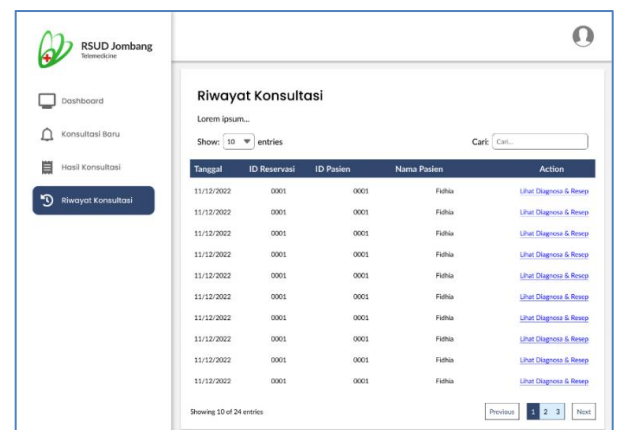 RSUD Jombang
Telemedicine
Dashboard
Konsultasi Baru
Hasil Konsultasi
Riwayat Konsultasi
Riwayat Konsultasi
Lorem ipsum...
Show: 10 entries Cari: Cari...
Tanggal ID Reservasi ID Pasien Nama Pasien Action
11/12/2022 0001 0001 Fidhia Lihat Diagnosa & Resep
11/12/2022 0001 0001 Fidhia Lihat Diagnosa & Resep
11/12/2022 0001 0001 Fidhia Lihat Diagnosa & Resep
11/12/2022 0001 0001 Fidhia Lihat Diagnosa & Resep
11/12/2022 0001 0001 Fidhia Lihat Diagnosa & Resep
11/12/2022 0001 0001 Fidhia Lihat Diagnosa & Resep
11/12/2022 0001 0001 Fidhia Lihat Diagnosa & Resep
11/12/2022 0001 0001 Fidhia Lihat Diagnosa & Resep
11/12/2022 0001 0001 Fidhia Lihat Diagnosa & Resep
11/12/2022 0001 0001 Fidhia Lihat Diagnosa & Resep
Showing 10 of 24 entries Previous 1 2 3 Next